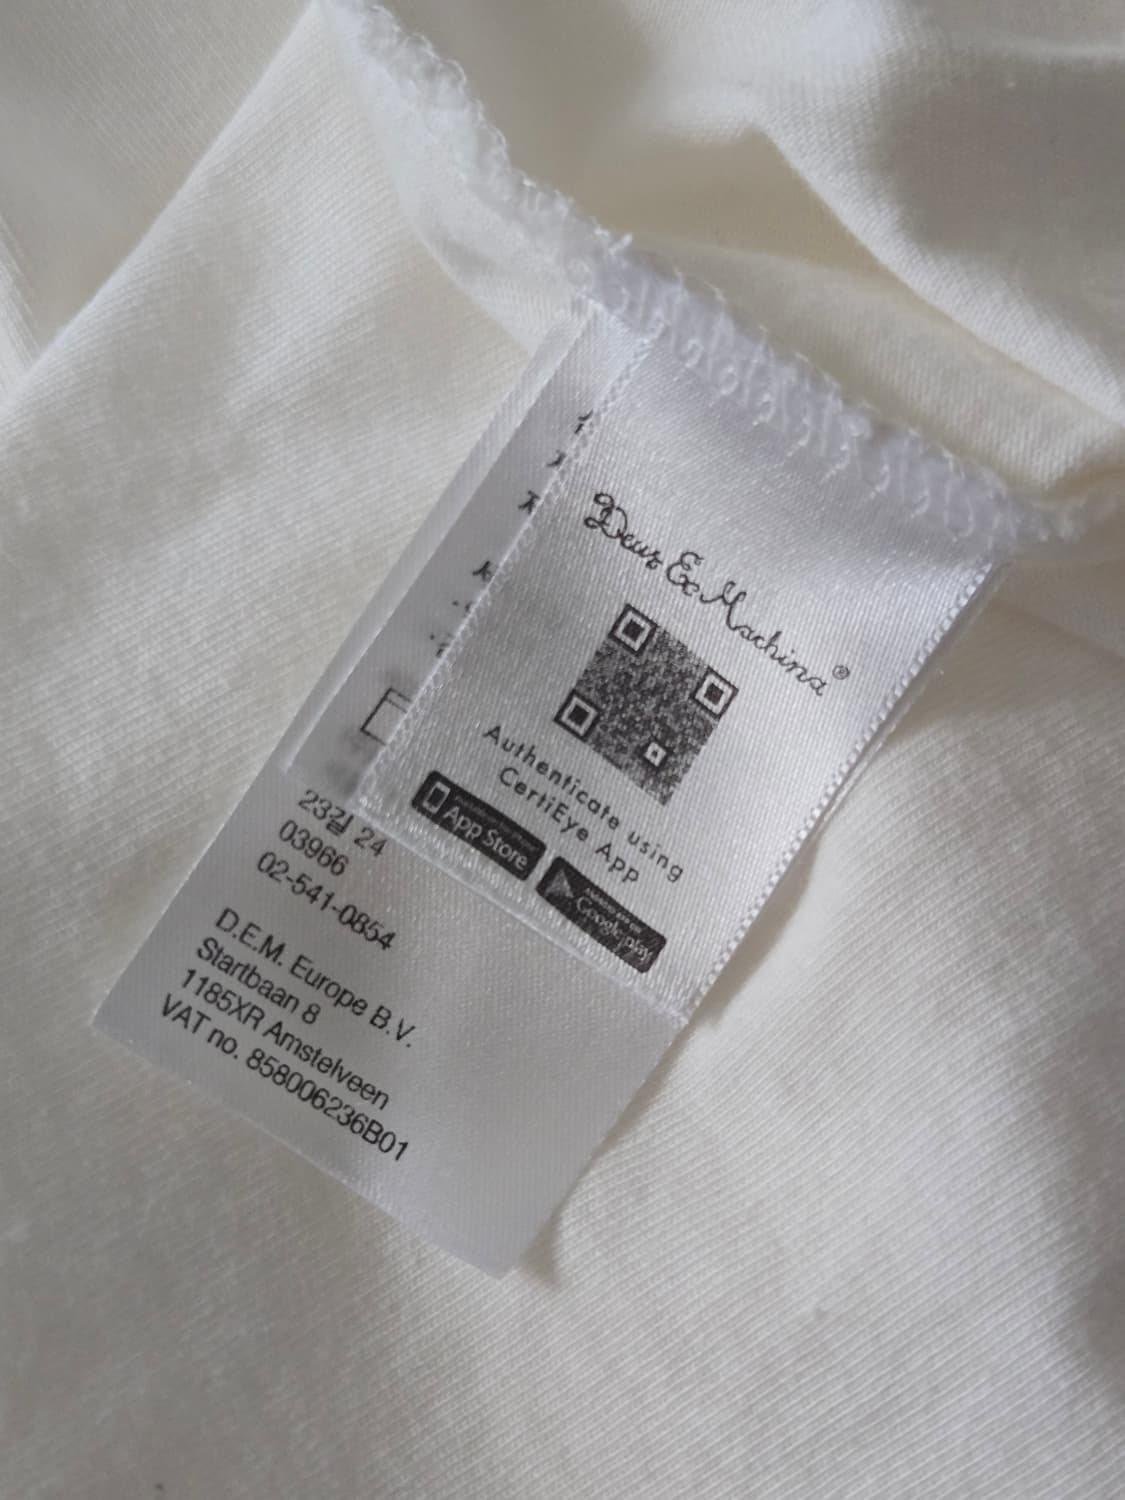 Deus Ex Machina®
Authenticate using
CertiEye App
App Store
Google play
23길 24
03966
02-541-0854
D.E.M. Europe B.V.
Startbaan 8
1185XR Amstelveen
VAT no. 858006236B01